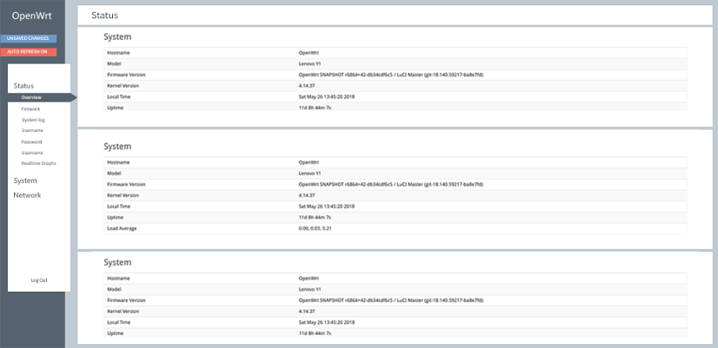 OpenWrt
UNSAVED CHANGES
AUTO REFRESH ON
Status
Overview
Firework
System log
Username
Password
Username
Realtime Graphs
System
Network
Log Out
Status
System
Hostname OpenWrt
Model Lenovo Y1
Firmware Version OpenWrt SNAPSHOT r6864+42-db34cdf6c5 / LuCI Master (git-18.140.59217-ba8e7fd)
Kernel Version 4.14.37
Local Time Sat May 26 13:45:20 2018
Uptime 11d 8h 44m 7s
System
Hostname OpenWrt
Model Lenovo Y1
Firmware Version OpenWrt SNAPSHOT r6864+42-db34cdf6c5 / LuCI Master (git-18.140.59217-ba8e7fd)
Kernel Version 4.14.37
Local Time Sat May 26 13:45:20 2018
Uptime 11d 8h 44m 7s
Load Average 0.00, 0.03, 0.21
System
Hostname OpenWrt
Model Lenovo Y1
Firmware Version OpenWrt SNAPSHOT r6864+42-db34cdf6c5 / LuCI Master (git-18.140.59217-ba8e7fd)
Kernel Version 4.14.37
Local Time Sat May 26 13:45:20 2018
Uptime 11d 8h 44m 7s